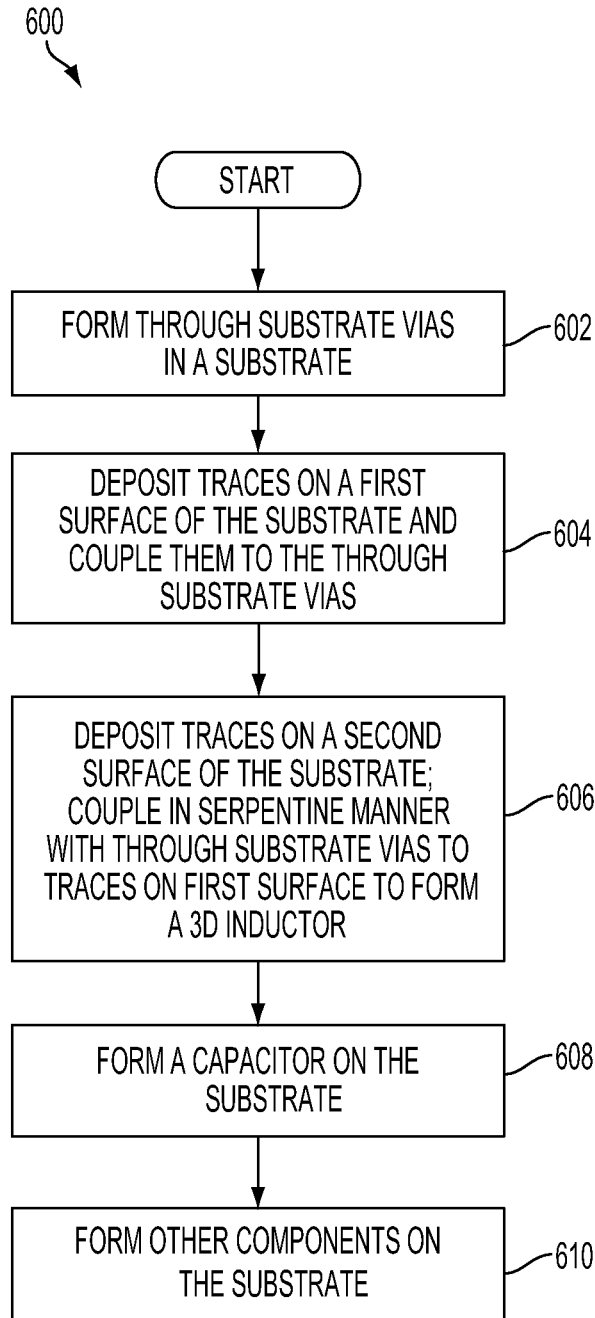 600
START
FORM THROUGH SUBSTRATE VIAS
IN A SUBSTRATE
602
DEPOSIT TRACES ON A FIRST
SURFACE OF THE SUBSTRATE AND
COUPLE THEM TO THE THROUGH
SUBSTRATE VIAS
604
DEPOSIT TRACES ON A SECOND
SURFACE OF THE SUBSTRATE;
COUPLE IN SERPENTINE MANNER
WITH THROUGH SUBSTRATE VIAS TO
TRACES ON FIRST SURFACE TO FORM
A 3D INDUCTOR
606
FORM A CAPACITOR ON THE
SUBSTRATE
608
FORM OTHER COMPONENTS ON
THE SUBSTRATE
610